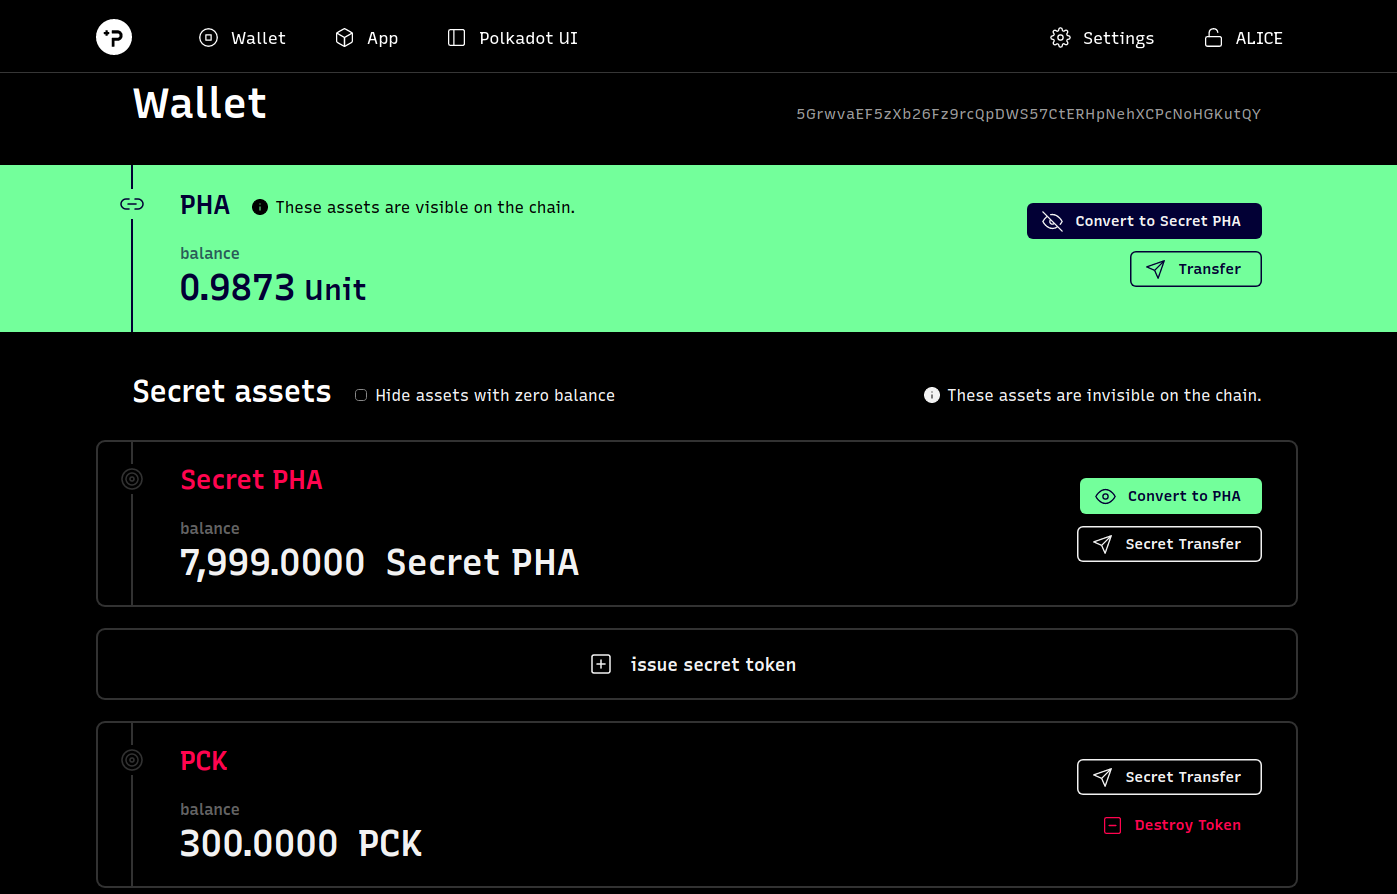 Wallet App Polkadot UI Settings ALICE
Wallet
5GrwvaEF5zXb26Fz9rcQpDWS57CtERHpNehXCPcNoHGKutQY
PHA These assets are visible on the chain.
Convert to Secret PHA
balance
0.9873 Unit
Transfer
Secret assets Hide assets with zero balance These assets are invisible on the chain.
Secret PHA
Convert to PHA
balance
7,999.0000 Secret PHA
Secret Transfer
issue secret token
PCK
Secret Transfer
balance
300.0000 PCK
Destroy Token